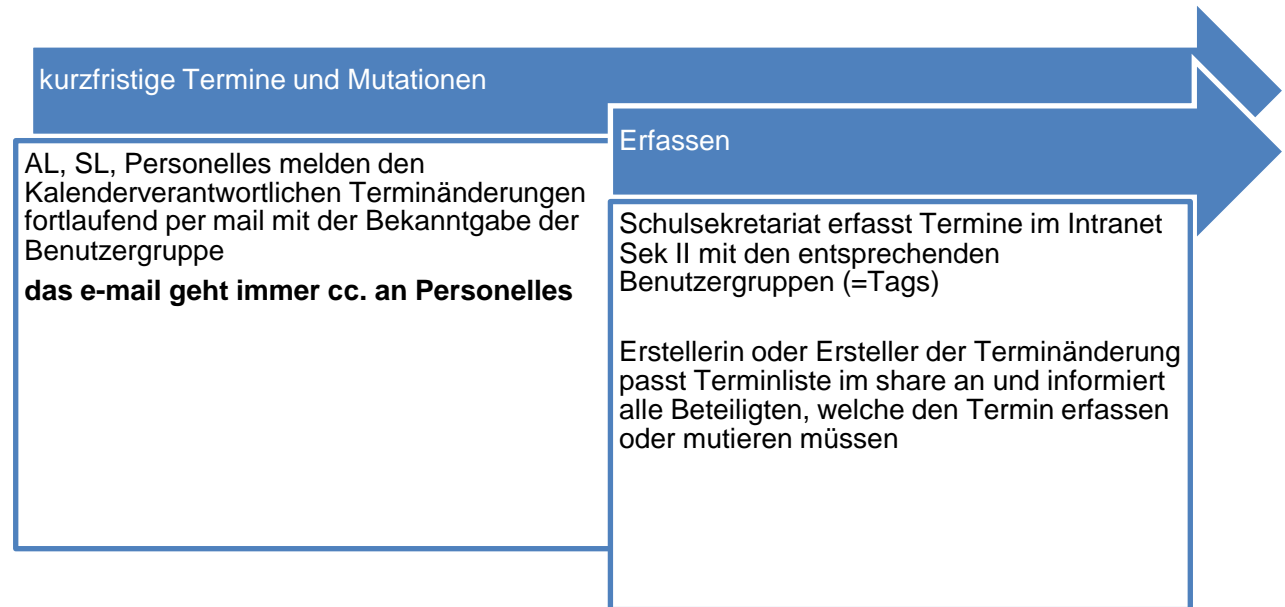 kurzfristige Termine und Mutationen
AL, SL, Personelles melden den
Kalenderverantwortlichen Terminänderungen
fortlaufend per mail mit der Bekanntgabe der
Benutzergruppe
das e-mail geht immer cc. an Personelles
Erfassen
Schulsekretariat erfasst Termine im Intranet
Sek II mit den entsprechenden
Benutzergruppen (=Tags)
Erstellerin oder Ersteller der Terminänderung
passt Terminliste im share an und informiert
alle Beteiligten, welche den Termin erfassen
oder mutieren müssen